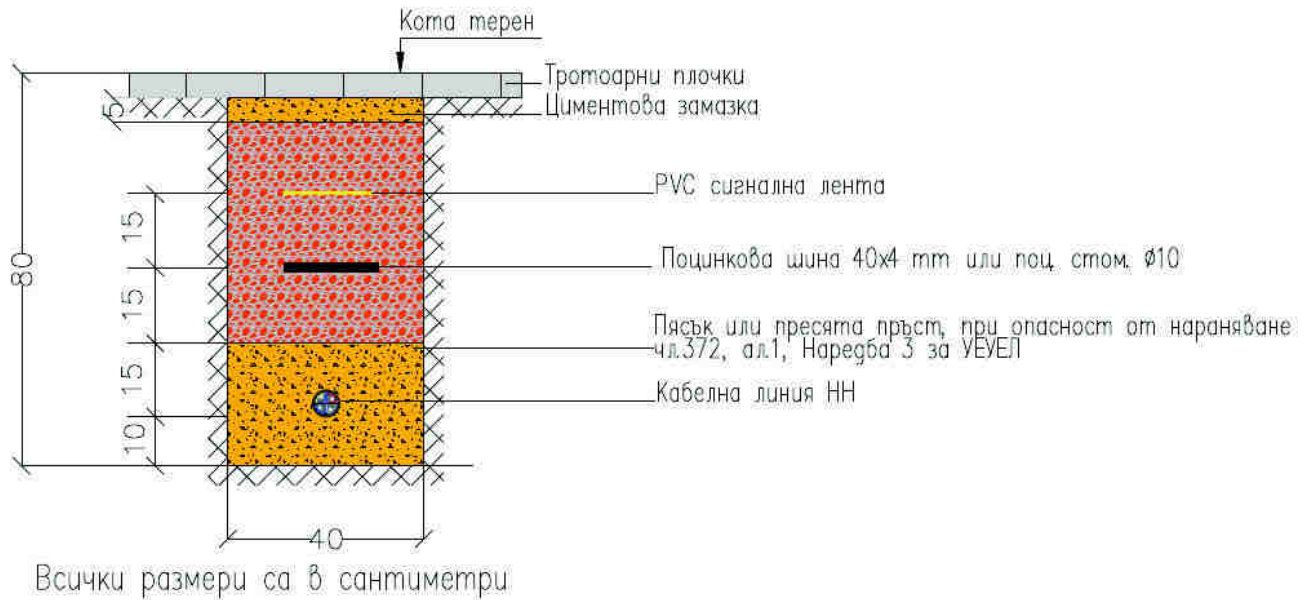 Кота терен
Тротоарни плочки
Циментова замазка
5
PVC сигнална лента
15
80
Поцинкова шина 40x4 mm или поц. стом. Ø10
15
Пясък или пресята пръст, при опасност от нараняване
чл.372, ал.1, Наредба 3 за УЕУЕЛ
15
Кабелна линия НН
10
40
Всички размери са в сантиметри